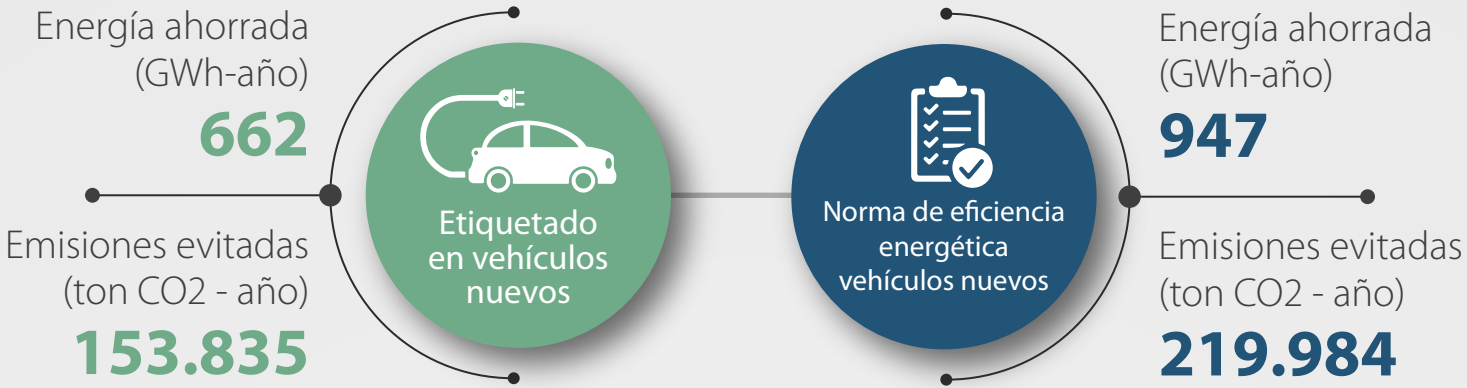 Energía ahorrada
(GWh-año)
662
Emisiones evitadas
(ton CO2 - año)
153.835
Etiquetado
en vehículos
nuevos
Norma de eficiencia
energética
vehículos nuevos
Energía ahorrada
(GWh-año)
947
Emisiones evitadas
(ton CO2 - año)
219.984